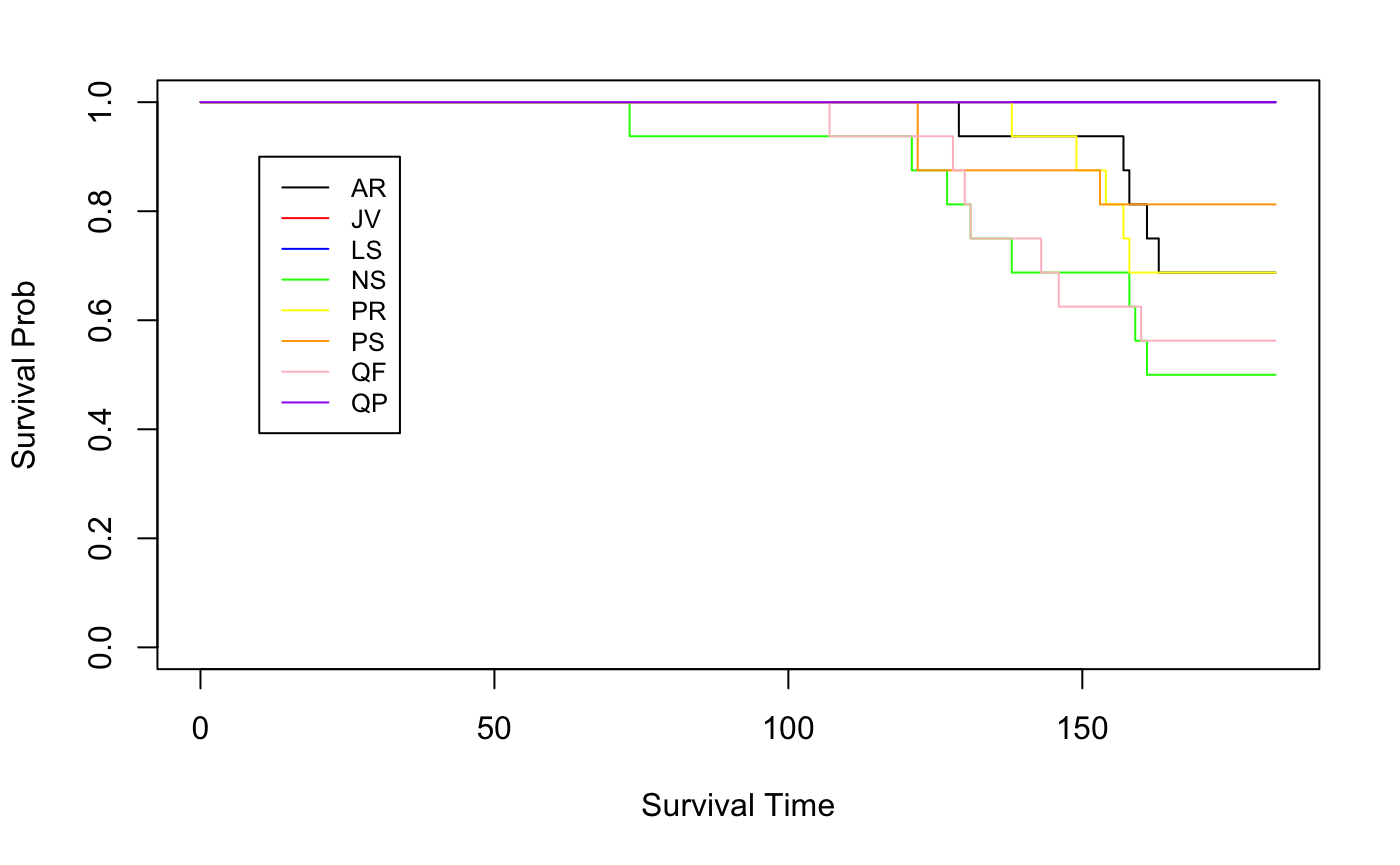 Survival Prob
1.0
0.8
0.6
0.4
0.2
0.0
AR
JV
LS
NS
PR
PS
QF
QP
0 50 100 150
Survival Time